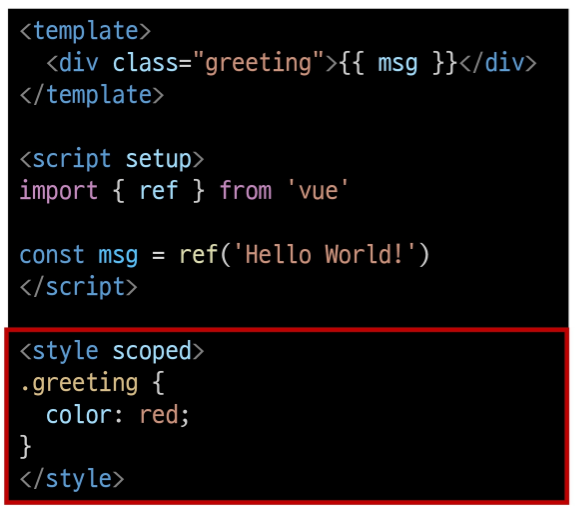 <template>
  <div class="greeting">{{ msg }}</div>
</template>

<script setup>
import { ref } from 'vue'

const msg = ref('Hello World!')
</script>

<style scoped>
.greeting {
  color: red;
}
</style>